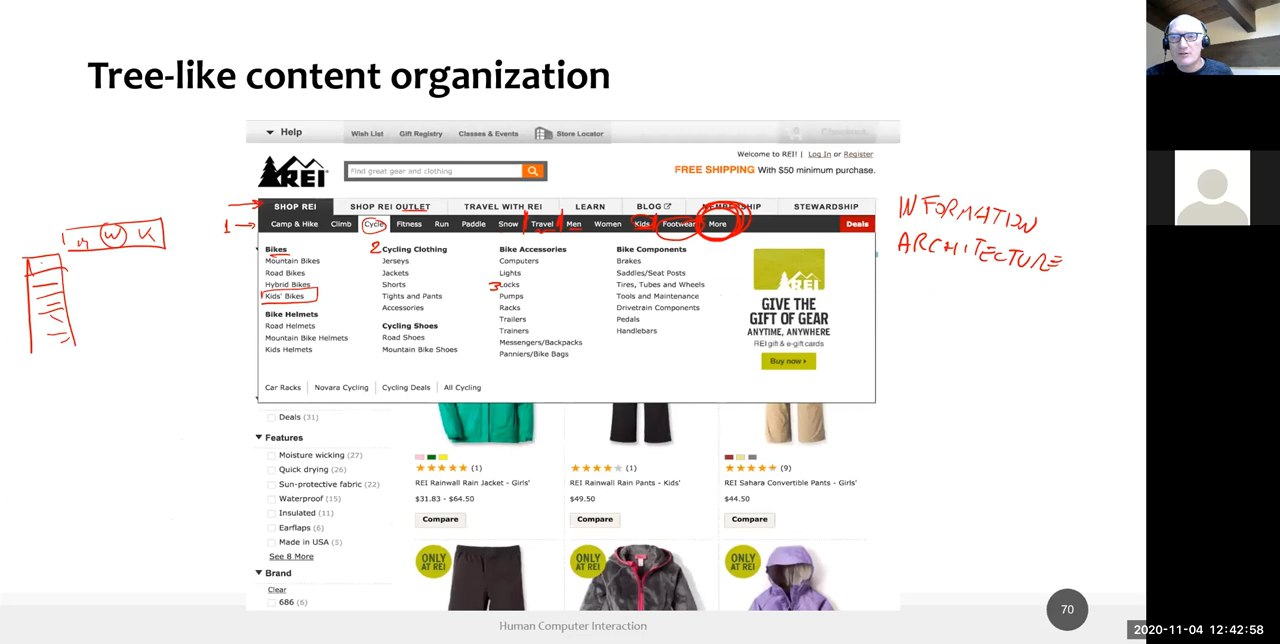 Tree-like content organization
Help
Wish List
Gift Registry
Classes & Events
Store Locator
Welcome to REI! | Log In or Register
REI
Find great gear and clothing
FREE SHIPPING With $50 minimum purchase.
SHOP REI
SHOP REI OUTLET
TRAVEL WITH REI
LEARN
BLOG
MEMBERSHIP
STEWARDSHIP
INFORMATION
ARCHITECTURE
1
Camp & Hike
Climb
Cycle
Fitness
Run
Paddle
Snow
Travel
Men
Women
Kids
Footwear
More
Deals
M W K
Bikes
Mountain Bikes
Road Bikes
Hybrid Bikes
Kids' Bikes
Bike Helmets
Road Helmets
Mountain Bike Helmets
Kids Helmets
2
Cycling Clothing
Jerseys
Jackets
Shorts
Tights and Pants
Accessories
Cycling Shoes
Road Shoes
Mountain Bike Shoes
Bike Accessories
Computers
Lights
3
Locks
Pumps
Racks
Trailers
Trainers
Messengers/Backpacks
Panniers/Bike Bags
Bike Components
Brakes
Saddles/Seat Posts
Tires, Tubes and Wheels
Tools and Maintenance
Drivetrain Components
Pedals
Handlebars
REI
GIVE THE
GIFT OF GEAR
ANYTIME, ANYWHERE
REI gift & e-gift cards
Buy now
Car Racks
Novara Cycling
Cycling Deals
All Cycling
Deals (31)
Features
Moisture wicking (27)
Quick drying (26)
Sun-protective fabric (22)
Waterproof (15)
Insulated (11)
Earflaps (6)
Made in USA (3)
See 8 More
Brand
Clear
686 (6)
(1)
REI Rainwall Rain Jacket - Girls'
$31.83 - $64.50
Compare
(1)
REI Rainwall Rain Pants - Kids'
$49.50
Compare
(9)
REI Sahara Convertible Pants - Girls'
$44.50
Compare
ONLY
AT REI
ONLY
AT REI
ONLY
AT REI
Human Computer Interaction
70
2020-11-04 12:42:58